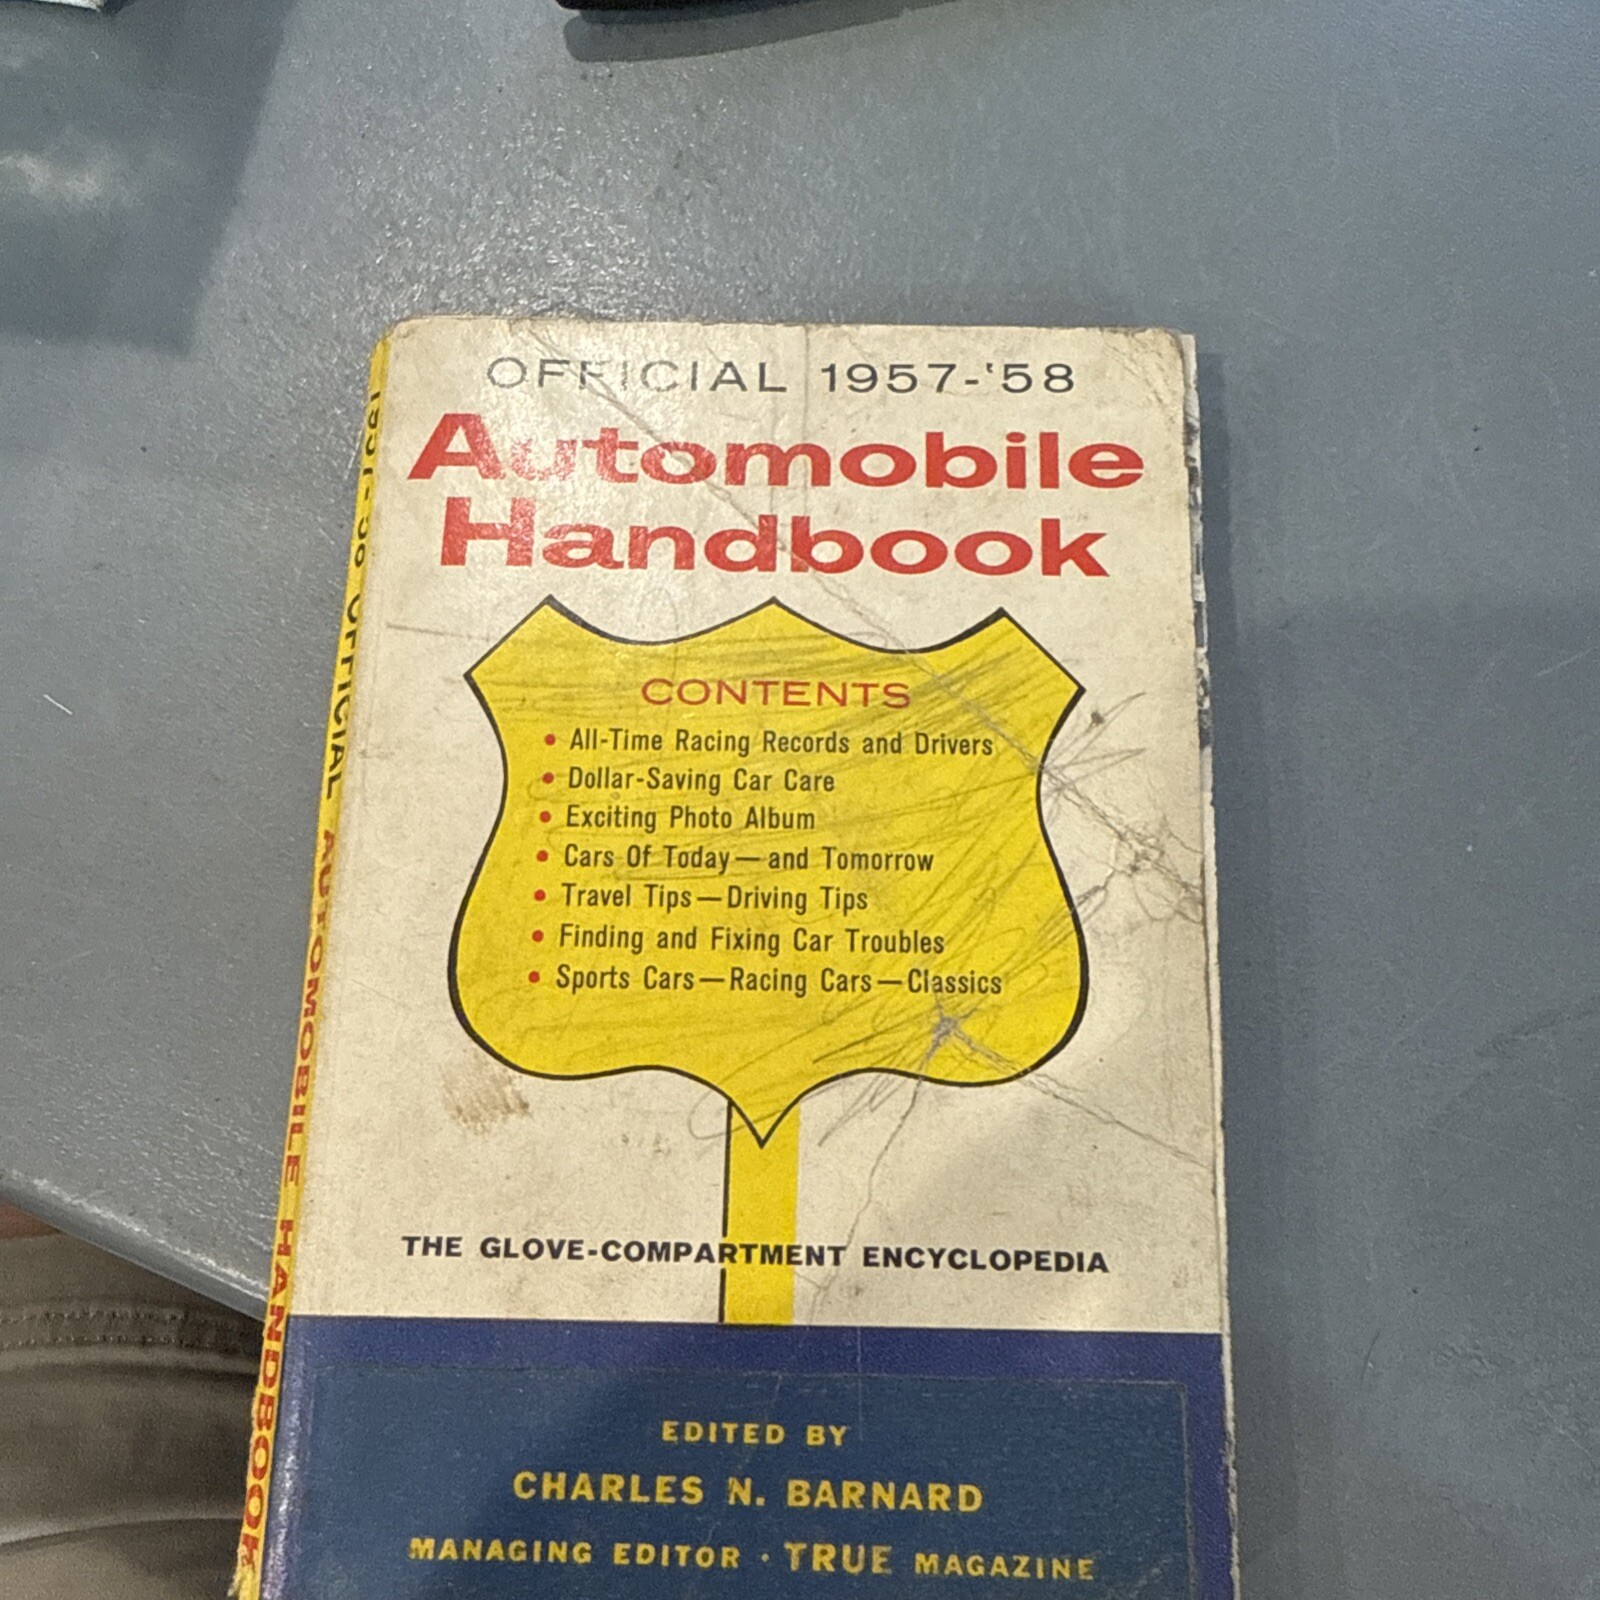 OFFICIAL 1957-'58
Automobile
Handbook
CONTENTS
• All-Time Racing Records and Drivers
• Dollar-Saving Car Care
• Exciting Photo Album
• Cars Of Today — and Tomorrow
• Travel Tips — Driving Tips
• Finding and Fixing Car Troubles
• Sports Cars — Racing Cars — Classics
THE GLOVE-COMPARTMENT ENCYCLOPEDIA
EDITED BY
CHARLES N. BARNARD
MANAGING EDITOR · TRUE MAGAZINE
1957-'58 OFFICIAL AUTOMOBILE HANDBOOK